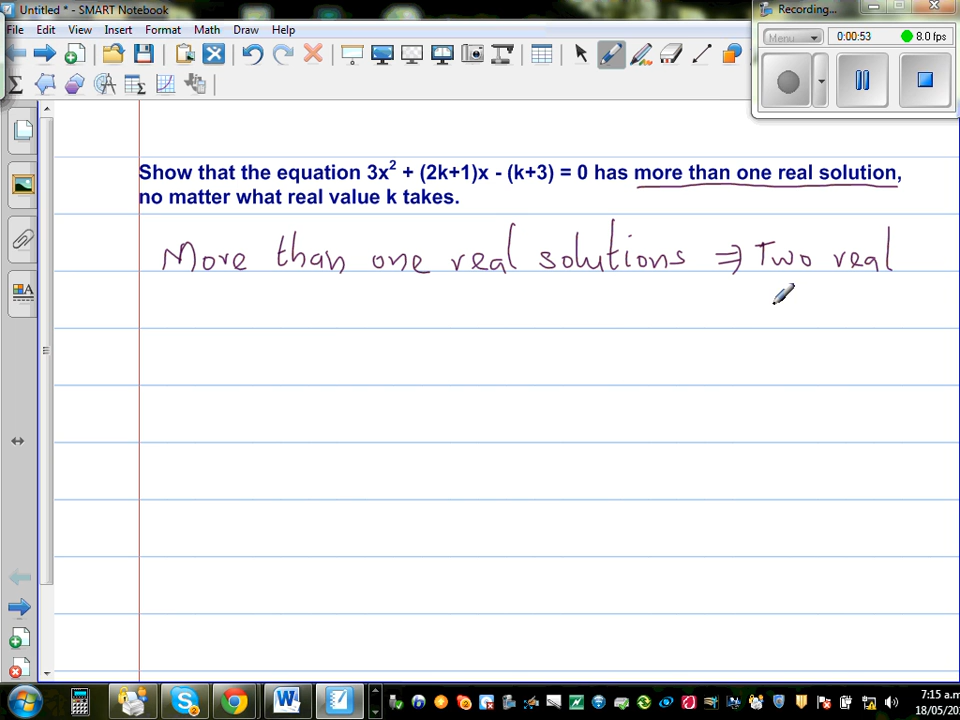 Untitled * - SMART Notebook
Recording...
File Edit View Insert Format Math Draw Help
Menu 0:00:53 8.0 fps
Show that the equation 3x² + (2k+1)x - (k+3) = 0 has more than one real solution,
no matter what real value k takes.
More than one real solutions ⇒ Two real
7:15 a.m
18/05/20